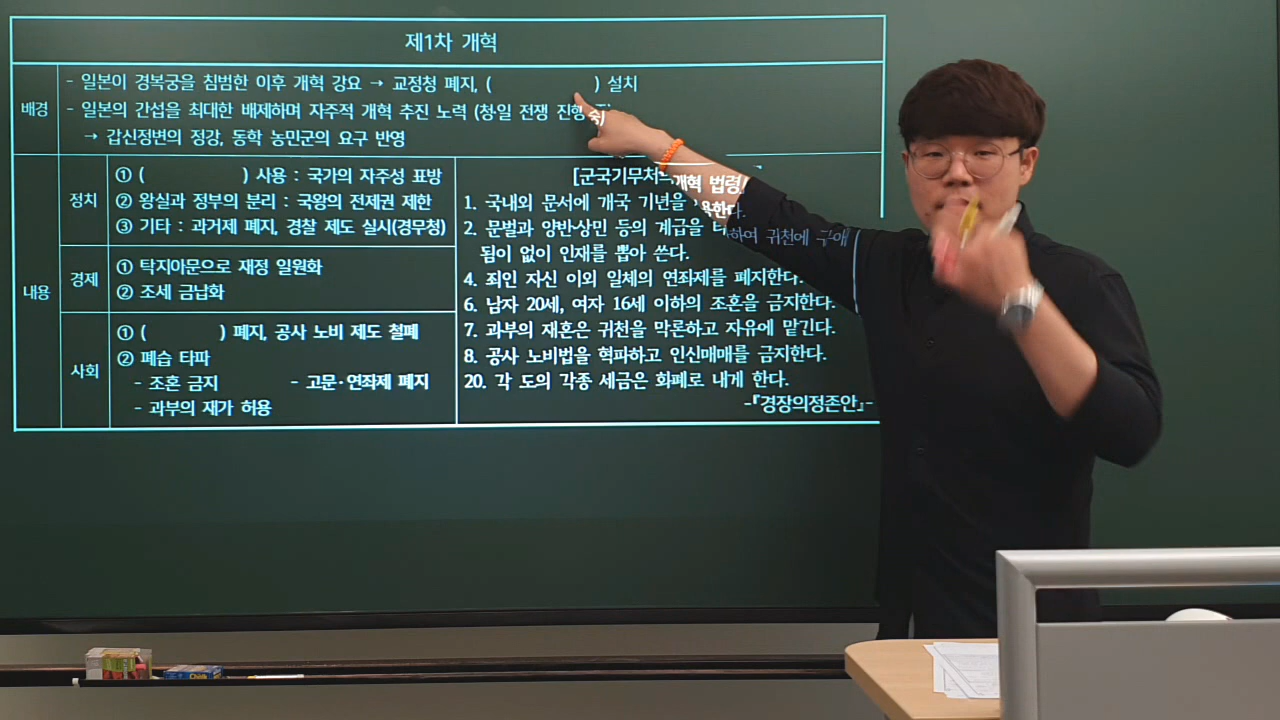 제1차 개혁
배경
- 일본이 경복궁을 침범한 이후 개혁 강요 → 교정청 폐지, ( ) 설치
- 일본의 간섭을 최대한 배제하며 자주적 개혁 추진 노력 (청일 전쟁 진행
→ 갑신정변의 정강, 동학 농민군의 요구 반영
내용
정치
① ( ) 사용 : 국가의 자주성 표방
② 왕실과 정부의 분리 : 국왕의 전제권 제한
③ 기타 : 과거제 폐지, 경찰 제도 실시(경무청)
경제
① 탁지아문으로 재정 일원화
② 조세 금납화
사회
① ( ) 폐지, 공사 노비 제도 철폐
② 폐습 타파
- 조혼 금지 - 고문·연좌제 폐지
- 과부의 재가 허용
[군국기무처 개혁 법령
1. 국내외 문서에 개국 기년을
2. 문벌과 양반·상민 등의 계급을 귀천에 구애
됨이 없이 인재를 뽑아 쓴다.
4. 죄인 자신 이외 일체의 연좌제를 폐지한다.
6. 남자 20세, 여자 16세 이하의 조혼을 금지한다.
7. 과부의 재혼은 귀천을 막론하고 자유에 맡긴다.
8. 공사 노비법을 혁파하고 인신매매를 금지한다.
20. 각 도의 각종 세금은 화폐로 내게 한다.
-『경장의정존안』-